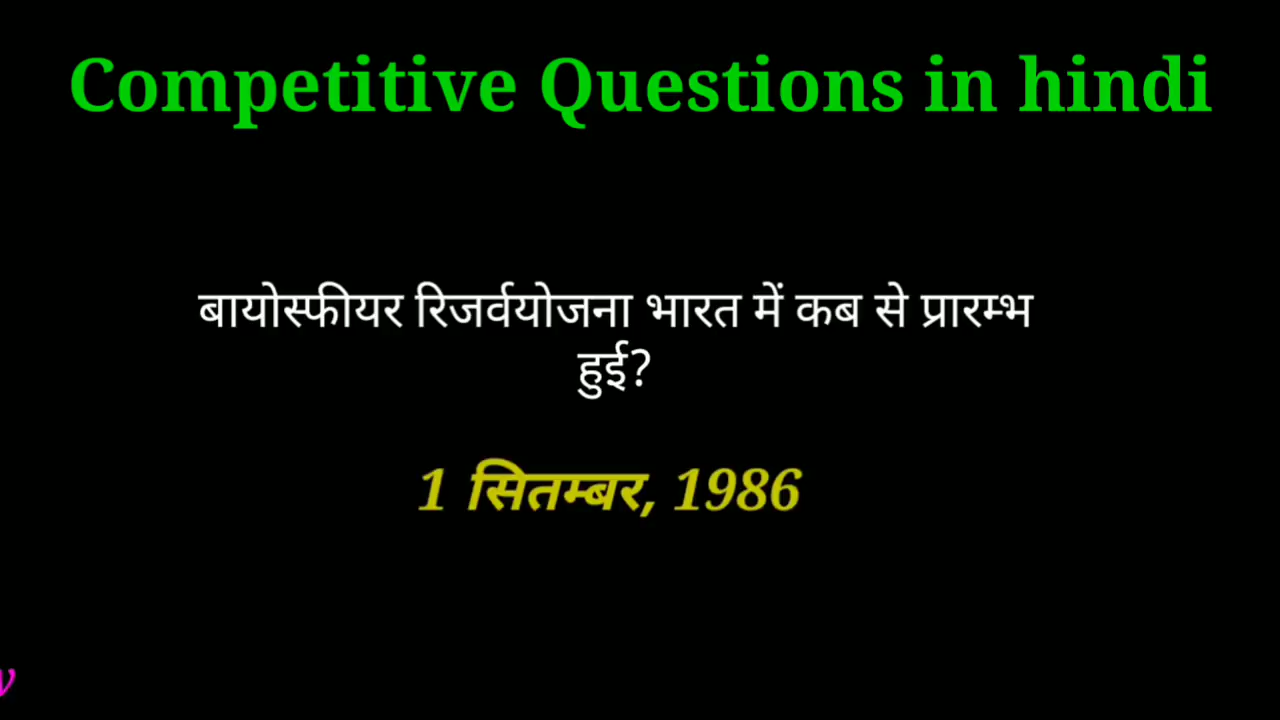 Competitive Questions in hindi
बायोस्फीयर रिजर्वयोजना भारत में कब से प्रारम्भ
हुई?
1 सितम्बर, 1986